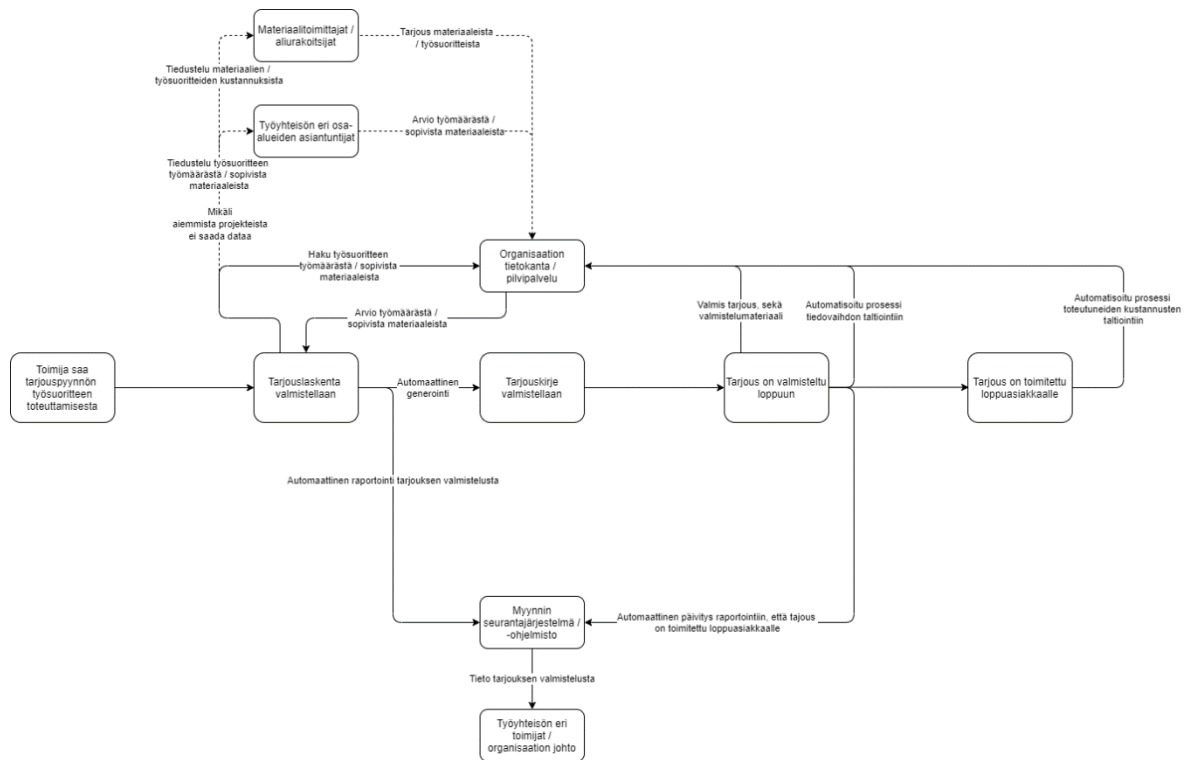 Materiaalitoimittajat /
aliurakoitsijat
Tarjous materiaaleista
/ työsuoritteista
Tiedustelu materiaalien /
työsuoritteiden kustannuksista
Työyhteisön eri osa-
alueiden asiantuntijat
Arvio työmäärästä /
sopivista materiaaleista
Tiedustelu työsuoritteen
työmäärästä / sopivista
materiaaleista
Mikäli
aiemmista projekteista
ei saada dataa
Haku työsuoritteen
työmäärästä / sopivista
materiaaleista
Organisaation
tietokanta /
pilvipalvelu
Arvio työmäärästä /
sopivista materiaaleista
Valmis tarjous, sekä
valmistelumateriaali
Automatisoitu prosessi
tiedovaihdon taltiointiin
Automatisoitu prosessi
toteutuneiden kustannusten
taltiointiin
Toimija saa
tarjouspyynnön
työsuoritteen
toteuttamisesta
Tarjouslaskenta
valmistellaan
Automaattinen
generointi
Tarjouskirje
valmistellaan
Tarjous on valmisteltu
loppuun
Tarjous on toimitettu
loppuasiakkaalle
Automaattinen raportointi tarjouksen valmistelusta
Myynnin
seurantajärjestelmä /
-ohjelmisto
Automaattinen päivitys raportointiin, että tajous
on toimitettu loppuasiakkaalle
Tieto tarjouksen valmistelusta
Työyhteisön eri
toimijat /
organisaation johto